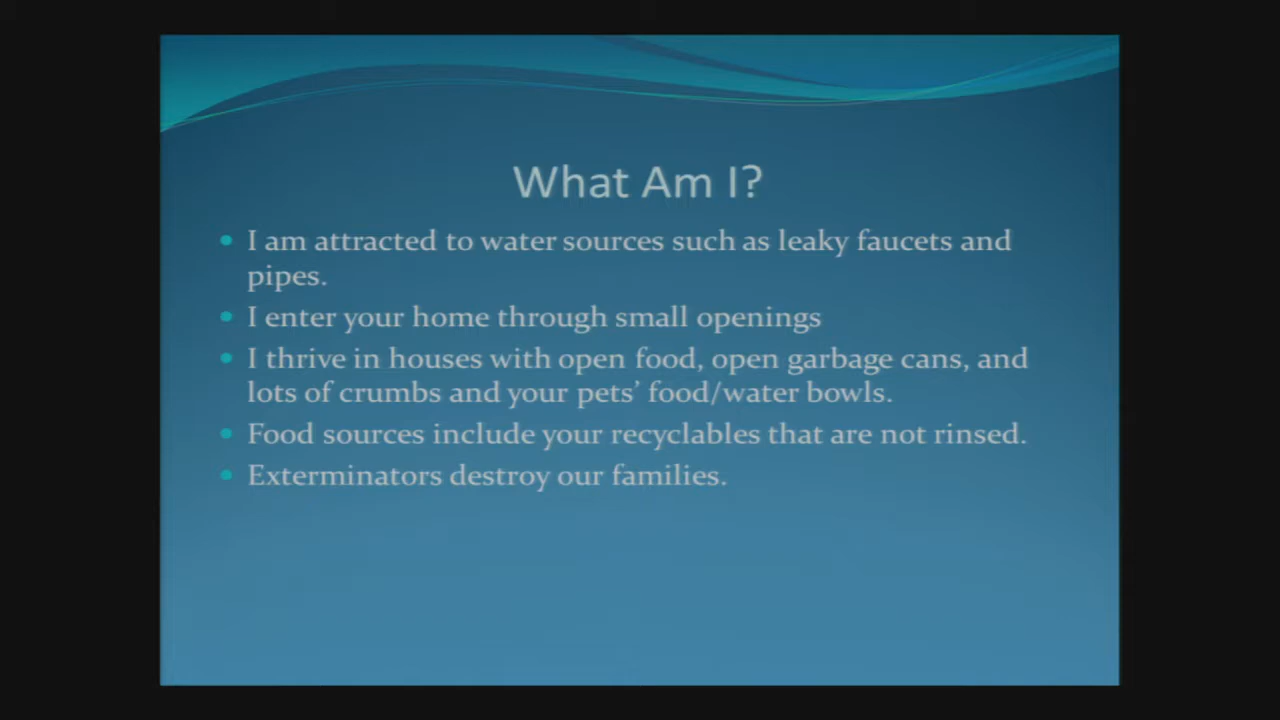 What Am I?
I am attracted to water sources such as leaky faucets and
pipes.
I enter your home through small openings
I thrive in houses with open food, open garbage cans, and
lots of crumbs and your pets’ food/water bowls.
Food sources include your recyclables that are not rinsed.
Exterminators destroy our families.